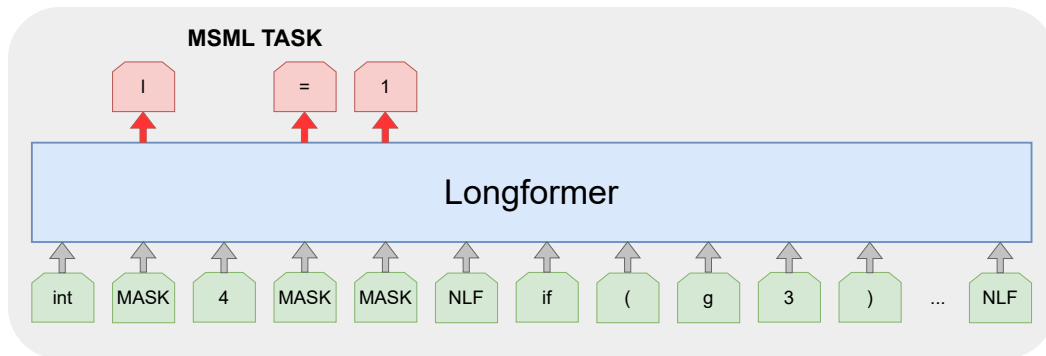 MSML TASK
I = 1
Longformer
int MASK 4 MASK MASK NLF if ( g 3 ) ... NLF